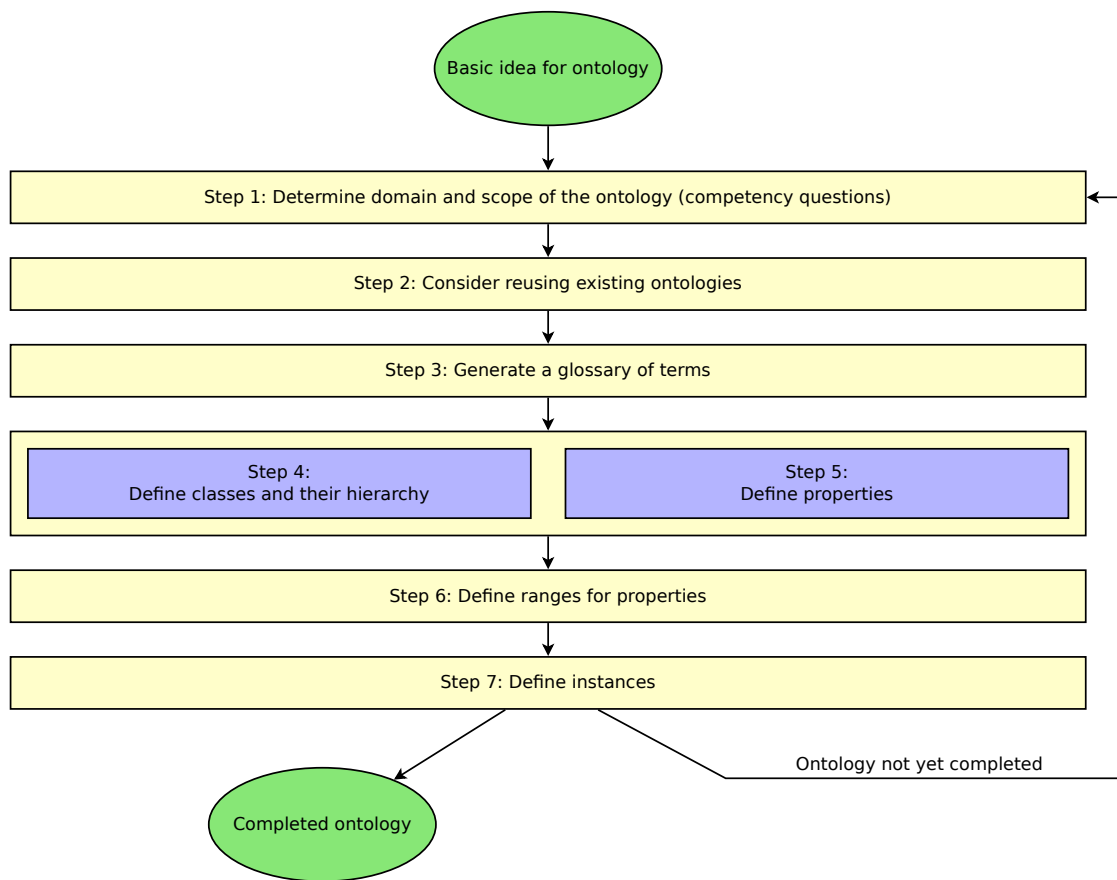 Basic idea for ontology
Step 1: Determine domain and scope of the ontology (competency questions)
Step 2: Consider reusing existing ontologies
Step 3: Generate a glossary of terms
Step 4:
Define classes and their hierarchy
Step 5:
Define properties
Step 6: Define ranges for properties
Step 7: Define instances
Ontology not yet completed
Completed ontology